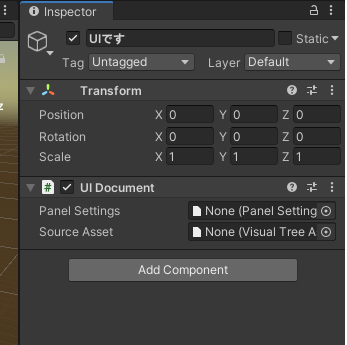 Inspector
UIです Static
Tag Untagged Layer Default
Transform
Position X 0 Y 0 Z 0
Rotation X 0 Y 0 Z 0
Scale X 1 Y 1 Z 1
# UI Document
Panel Settings None (Panel Setting
Source Asset None (Visual Tree A
Add Component